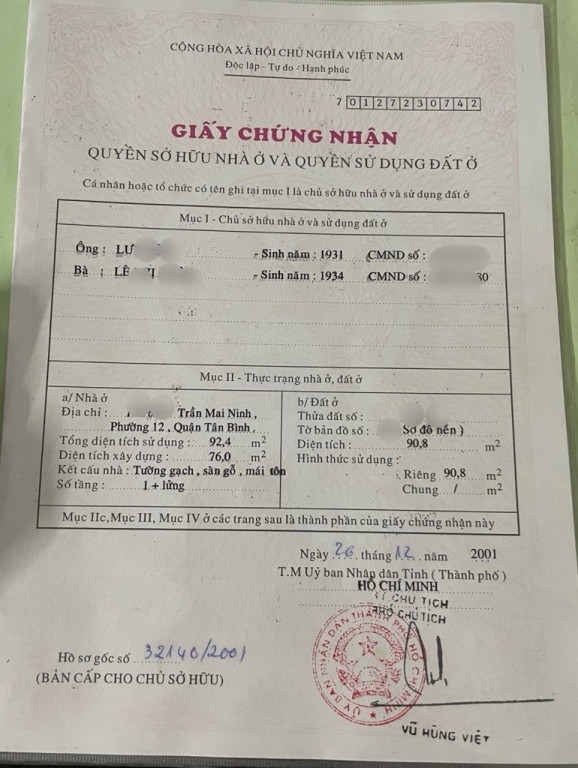 CỘNG HÒA XÃ HỘI CHỦ NGHĨA VIỆT NAM
Độc lập - Tự do - Hạnh phúc
7 0 1 2 7 2 3 0 7 4 2
GIẤY CHỨNG NHẬN
QUYỀN SỞ HỮU NHÀ Ở VÀ QUYỀN SỬ DỤNG ĐẤT Ở
Cá nhân hoặc tổ chức có tên ghi tại mục I là chủ sở hữu nhà ở và sử dụng đất ở
Mục I - Chủ sở hữu nhà ở và sử dụng đất ở
Ông : LƯ - Sinh năm : 1931 CMND số :
Bà : LÊ - Sinh năm : 1934 CMND số : 30
Mục II - Thực trạng nhà ở, đất ở
a/ Nhà ở
Địa chỉ : Trần Mai Ninh,
Phường 12, Quận Tân Bình,
Tổng diện tích sử dụng : 92,4 m2
Diện tích xây dựng : 76,0 m2
Kết cấu nhà : Tường gạch, sàn gỗ, mái tôn
Số tầng : 1 + lửng
b/ Đất ở
Thửa đất số :
Tờ bản đồ số : Sơ đồ nền )
Diện tích : 90,8 m2
Hình thức sử dụng :
Riêng 90,8 m2
Chung / m2
Mục IIc, Mục III, Mục IV ở các trang sau là thành phần của giấy chứng nhận này
Ngày 26 tháng 12 năm 2001
T.M Uỷ ban Nhân dân Tỉnh ( Thành phố )
HỒ CHÍ MINH
KT. CHỦ TỊCH
PHÓ CHỦ TỊCH
ỦY BAN NHÂN DÂN THÀNH PHỐ HỒ CHÍ MINH
Hồ sơ gốc số 32140/2001
(BẢN CẤP CHO CHỦ SỞ HỮU)
VŨ HÙNG VIỆT